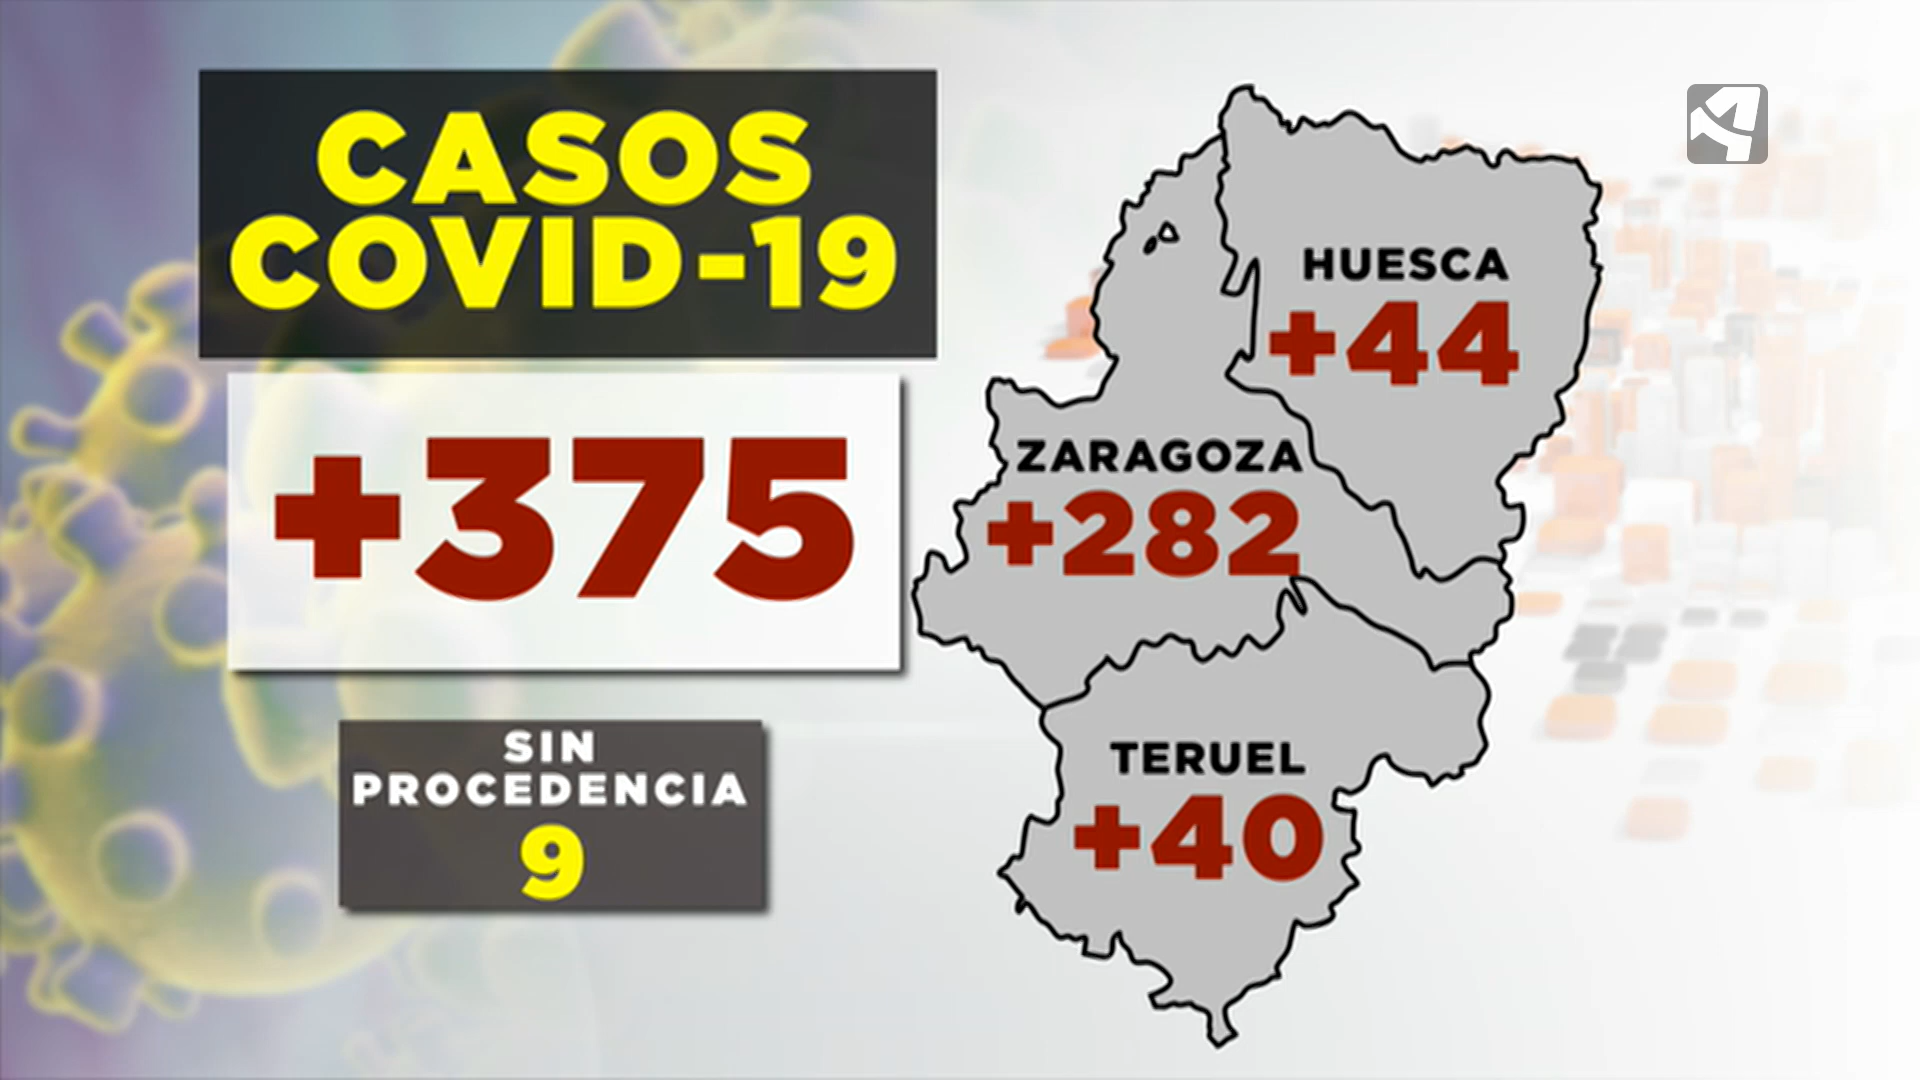 CASOS
COVID-19
+375
SIN
PROCEDENCIA
9
HUESCA
+44
ZARAGOZA
+282
TERUEL
+40